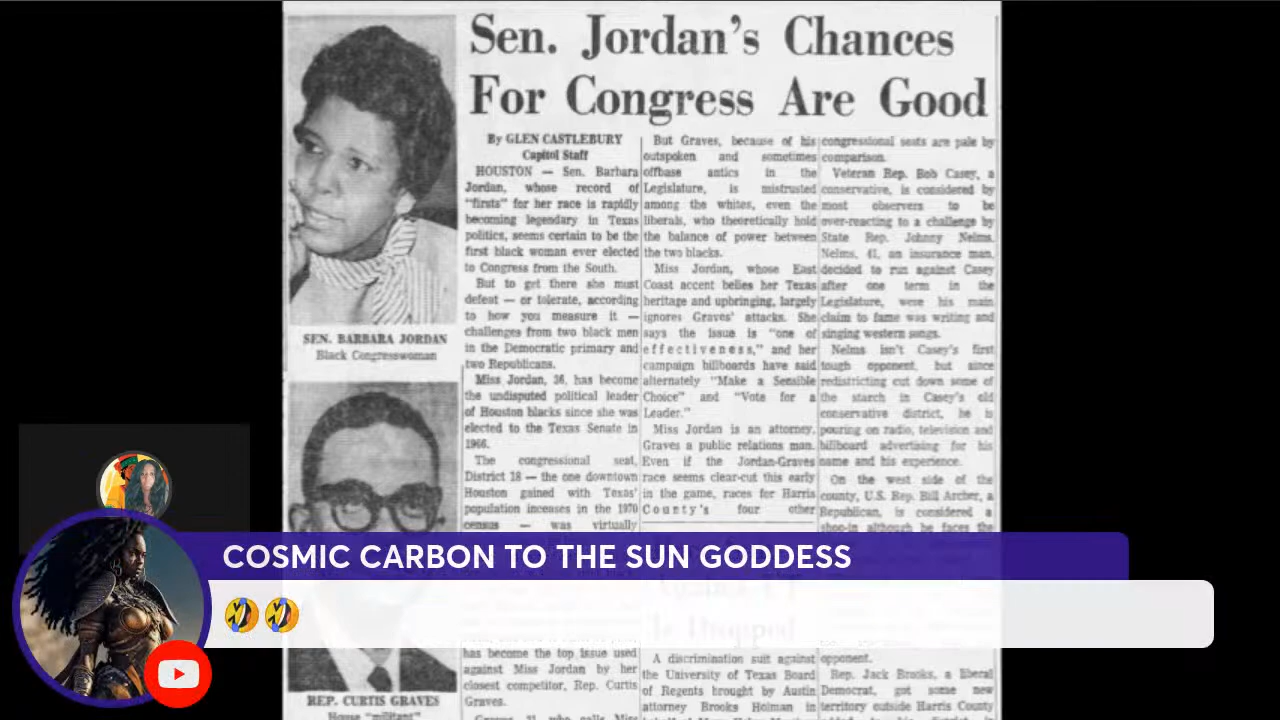 Sen. Jordan's Chances
For Congress Are Good
By GLEN CASTLEBURY
Capitol Staff
HOUSTON — Sen. Barbara
Jordan, whose record of
"firsts" for her race is rapidly
becoming legendary in Texas
politics, seems certain to be the
first black woman ever elected
to Congress from the South.
But to get there she must
defeat — or tolerate, according
to how you measure it —
challenges from two black men
in the Democratic primary and
two Republicans.
Miss Jordan, 36, has become
the undisputed political leader
of Houston blacks since she was
elected to the Texas Senate in
1966.
The congressional seat,
District 18 — the one downtown
Houston gained with Texas'
population inceases in the 1970
census — was virtually
has become the top issue used
against Miss Jordan by her
closest competitor, Rep. Curtis
Graves.
But Graves, because of his
outspoken and sometimes
offbase antics in the
Legislature, is mistrusted
among the whites, even the
liberals, who theoretically hold
the balance of power between
the two blacks.
Miss Jordan, whose East
Coast accent belies her Texas
heritage and upbringing, largely
ignores Graves' attacks. She
says the issue is "one of
effectiveness," and her
campaign billboards have said
alternately "Make a Sensible
Choice" and "Vote for a
Leader."
Miss Jordan is an attorney,
Graves a public relations man.
Even if the Jordan-Graves
race seems clear-cut this early
in the game, races for Harris
County's four other
Is Dropped
A discrimination suit against
the University of Texas Board
of Regents brought by Austin
attorney Brooks Holman in
congressional seats are pale by
comparison.
Veteran Rep. Bob Casey, a
conservative, is considered by
most observers to be
over-reacting to a challenge by
State Rep. Johnny Nelms.
Nelms, 41, an insurance man,
decided to run against Casey
after one term in the
Legislature, were his main
claim to fame was writing and
singing western songs.
Nelms isn't Casey's first
tough opponent, but since
redistricting cut down some of
the starch in Casey's old
conservative district, he is
pouring on radio, television and
billboard advertising for his
name and his experience.
On the west side of the
county, U.S. Rep. Bill Archer, a
Republican, is considered a
shoe-in although he faces the
opponent.
Rep. Jack Brooks, a liberal
Democrat, got some new
territory outside Harris County
SEN. BARBARA JORDAN
Black Congresswoman
REP. CURTIS GRAVES
House "militant"
COSMIC CARBON TO THE SUN GODDESS
🤣🤣